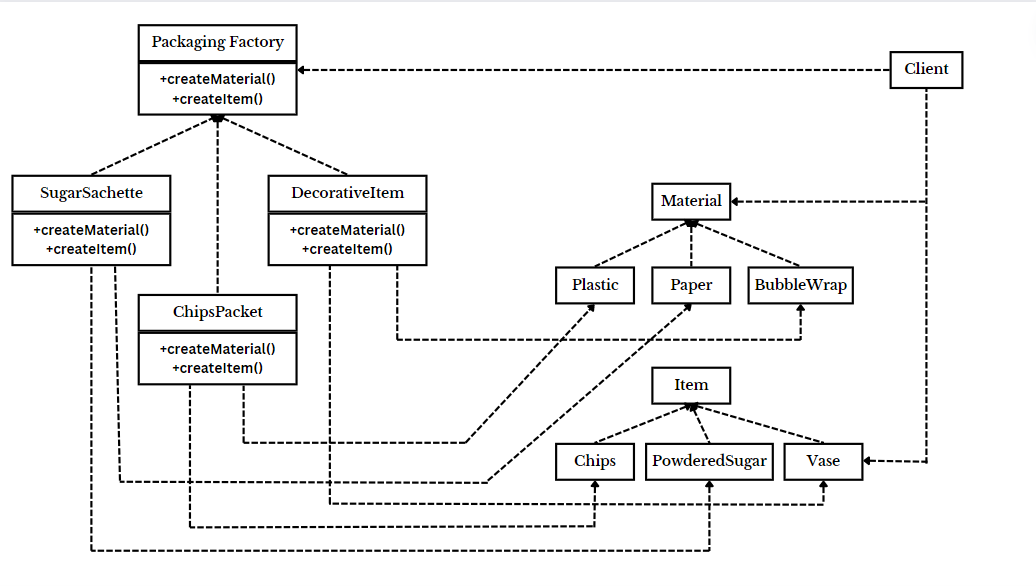 Packaging Factory
+createMaterial()
+createItem()
Client
SugarSachette
+createMaterial()
+createItem()
DecorativeItem
+createMaterial()
+createItem()
Material
Plastic
Paper
BubbleWrap
ChipsPacket
+createMaterial()
+createItem()
Item
Chips
PowderedSugar
Vase